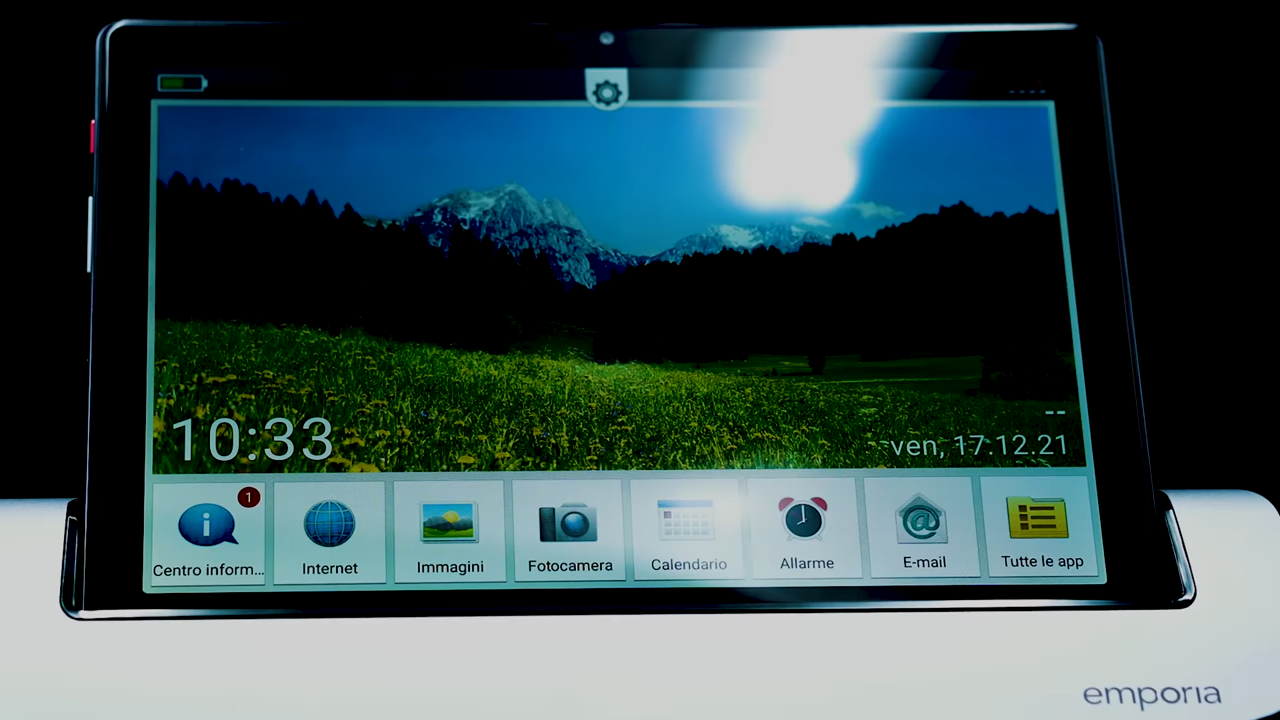 10:33
--
ven, 17.12.21
1
Centro inform...
Internet
Immagini
Fotocamera
Calendario
Allarme
E-mail
Tutte le app
emporia